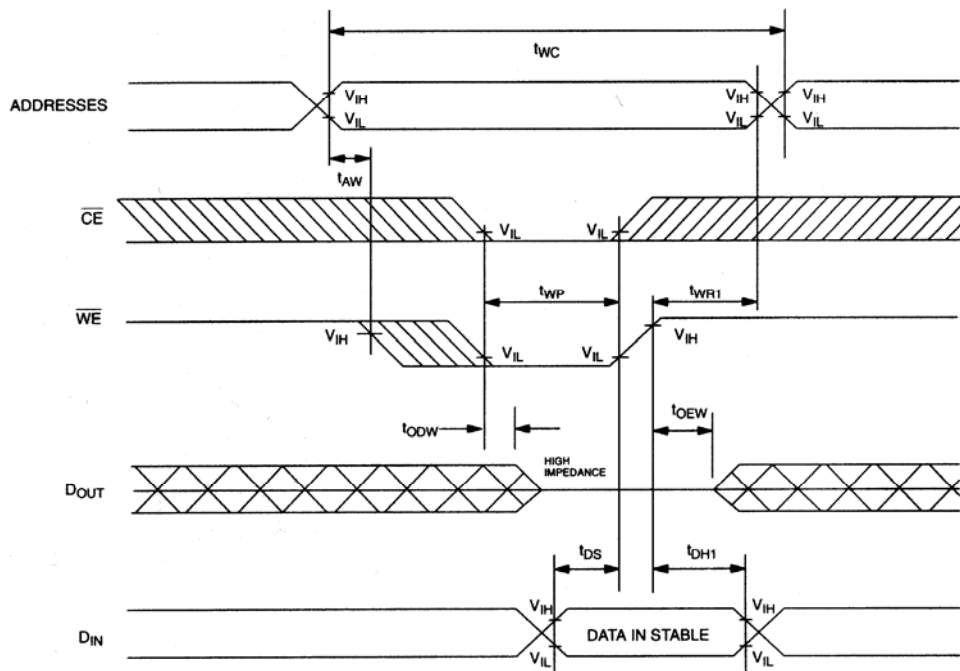 tWC
ADDRESSES
VIH
VIL
VIH
VIL
VIH
VIL
tAW
CE
VIL
VIL
tWP
tWR1
WE
VIH
VIL
VIL
VIH
tODW
tOEW
HIGH
IMPEDANCE
DOUT
tDS
tDH1
DIN
VIH
VIL
DATA IN STABLE
VIH
VIL